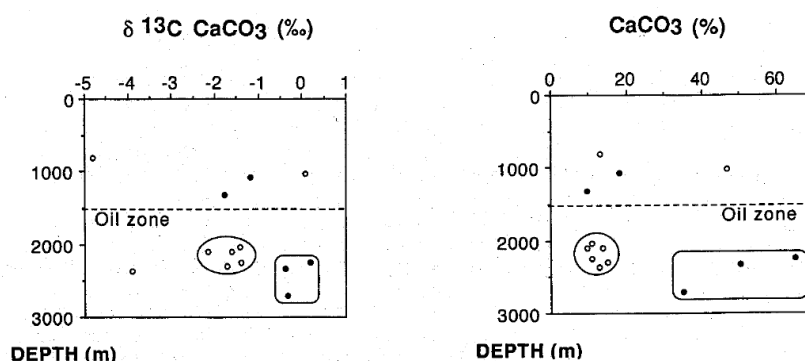 δ 13C CaCO3 (‰)
-5 -4 -3 -2 -1 0 1
0
1000
Oil zone
2000
3000
DEPTH (m)
CaCO3 (%)
0 20 40 60
0
1000
Oil zone
2000
3000
DEPTH (m)